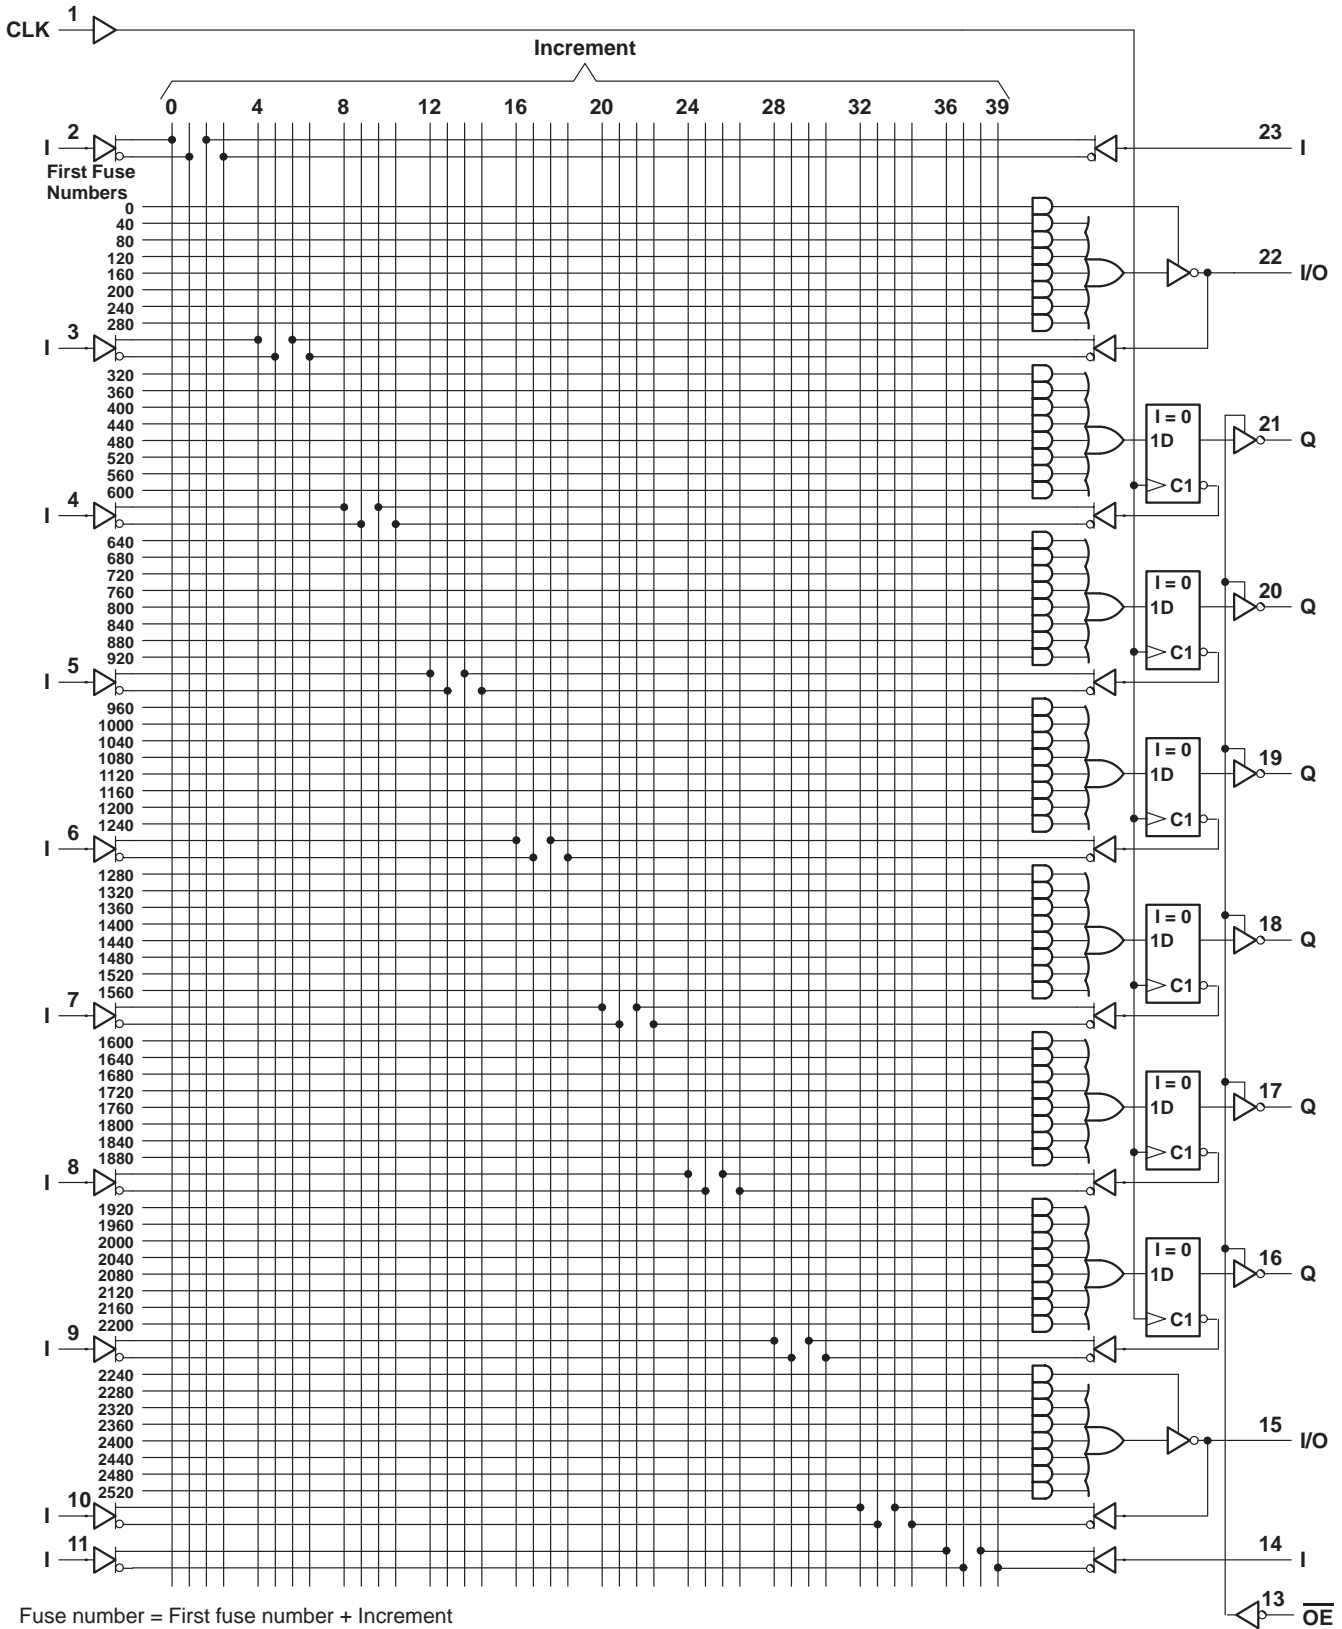 CLK 1
Increment
0 4 8 12 16 20 24 28 32 36 39
I 2 23 I
First Fuse
Numbers
0
40
80
120
160 22 I/O
200
240
280
I 3
320
360
400 I = 0
440 21 Q
480 1D
520
560
600 C1
I 4
640
680
720 I = 0
760 20 Q
800 1D
840
880
920 C1
I 5
960
1000
1040 I = 0
1080 19 Q
1120 1D
1160
1200
1240 C1
I 6
1280
1320
1360 I = 0
1400 18 Q
1440 1D
1480
1520
1560 C1
I 7
1600
1640
1680 I = 0
1720 17 Q
1760 1D
1800
1840
1880 C1
I 8
1920
1960
2000 I = 0
2040 16 Q
2080 1D
2120
2160
2200 C1
I 9
2240
2280
2320
2360
2400 15 I/O
2440
2480
2520
I 10
I 11 14 I
13 OE
Fuse number = First fuse number + Increment